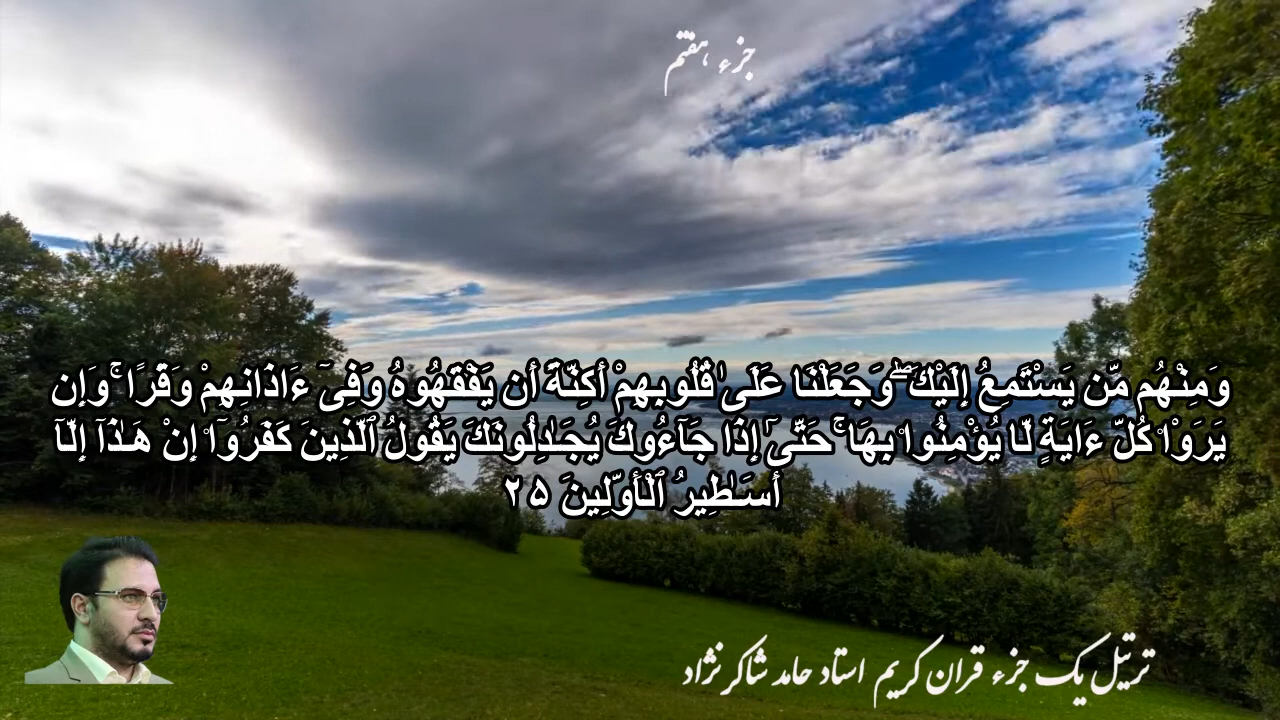 جزء هفتم
وَمِنْهُم مَّن يَسْتَمِعُ إِلَيْكَ ۖ وَجَعَلْنَا عَلَىٰ قُلُوبِهِمْ أَكِنَّةً أَن يَفْقَهُوهُ وَفِىٓ ءَاذَانِهِمْ وَقْرًا ۚ وَإِن
يَرَوْا۟ كُلَّ ءَايَةٍ لَّا يُؤْمِنُوا۟ بِهَا ۚ حَتَّىٰٓ إِذَا جَآءُوكَ يُجَـٰدِلُونَكَ يَقُولُ ٱلَّذِينَ كَفَرُوٓا۟ إِنْ هَـٰذَآ إِلَّآ
أَسَـٰطِيرُ ٱلْأَوَّلِينَ ۲۵
ترتیل یک جزء قران کریم استاد حامد شاکرنژاد